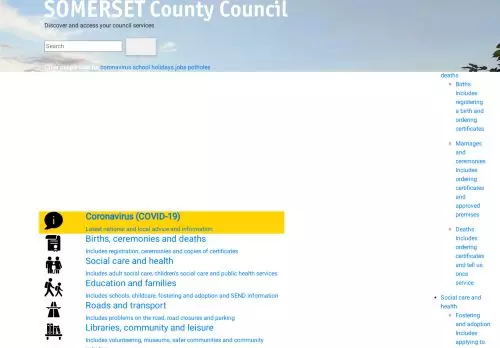 SOMERSET County Council
Discover and access your council services
Search
coronavirus school holidays jobs potholes
Coronavirus (COVID-19)
Latest national and local advice and information
Births, ceremonies and deaths
Includes registration, ceremonies and copies of certificates
Social care and health
Includes adult social care, children's social care and public health services
Education and families
Includes schools, childcare, fostering and adoption and SEND information
Roads and transport
Includes problems on the road, road closures and parking
Libraries, community and leisure
Includes volunteering, museums, safer communities and community
deaths
Births
Includes
registering
a birth and
ordering
certificates
Marriages
and
ceremonies
Includes
ordering
certificates
and
approved
premises
Deaths
Includes
ordering
certificates
and tell us
once
service
Social care and
health
Fostering
and
adoption
Includes
applying to